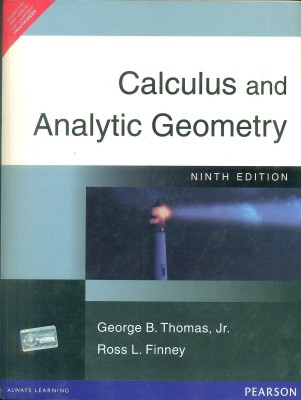 Calculus and
Analytic Geometry
NINTH EDITION
George B. Thomas, Jr.
Ross L. Finney
ALWAYS LEARNING
PEARSON